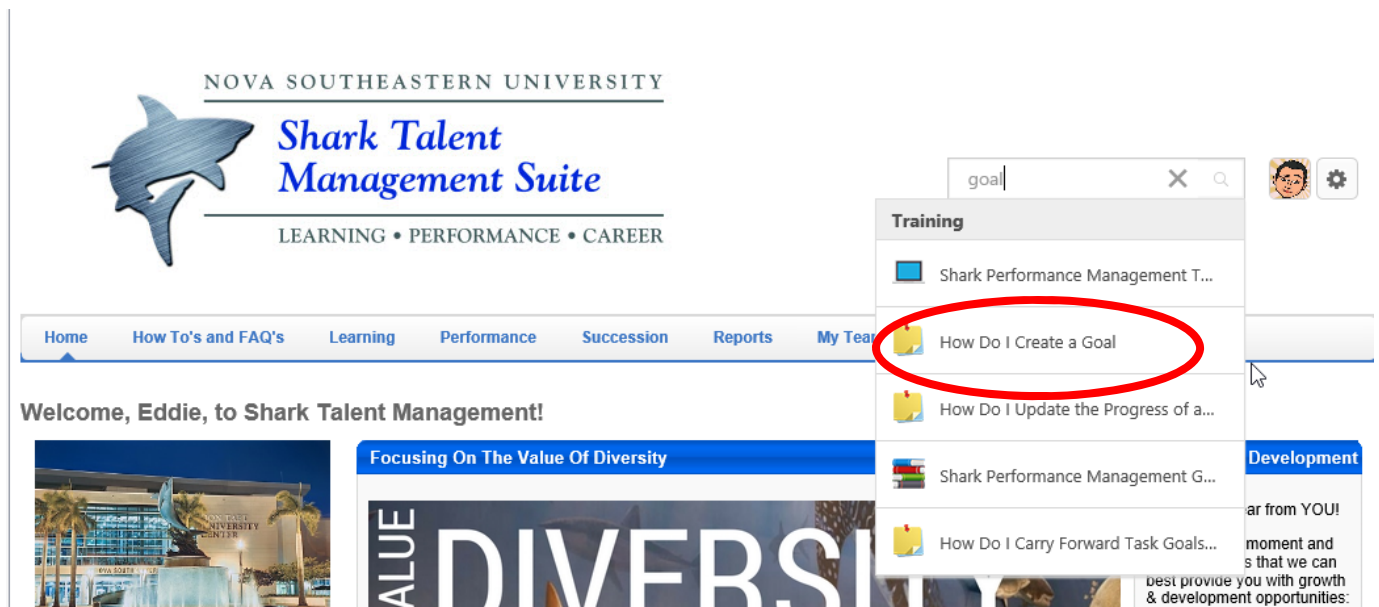 NOVA SOUTHEASTERN UNIVERSITY
Shark Talent
Management Suite
LEARNING • PERFORMANCE • CAREER
goal
Training
Shark Performance Management T...
How Do I Create a Goal
How Do I Update the Progress of a...
Shark Performance Management G...
How Do I Carry Forward Task Goals...
Home How To's and FAQ's Learning Performance Succession Reports My Tea
Welcome, Eddie, to Shark Talent Management!
UNIVERSITY
CENTER
Focusing On The Value Of Diversity
VALUE
DIVERSITY
Development
ar from YOU!
moment and
s that we can
best provide you with growth
& development opportunities: